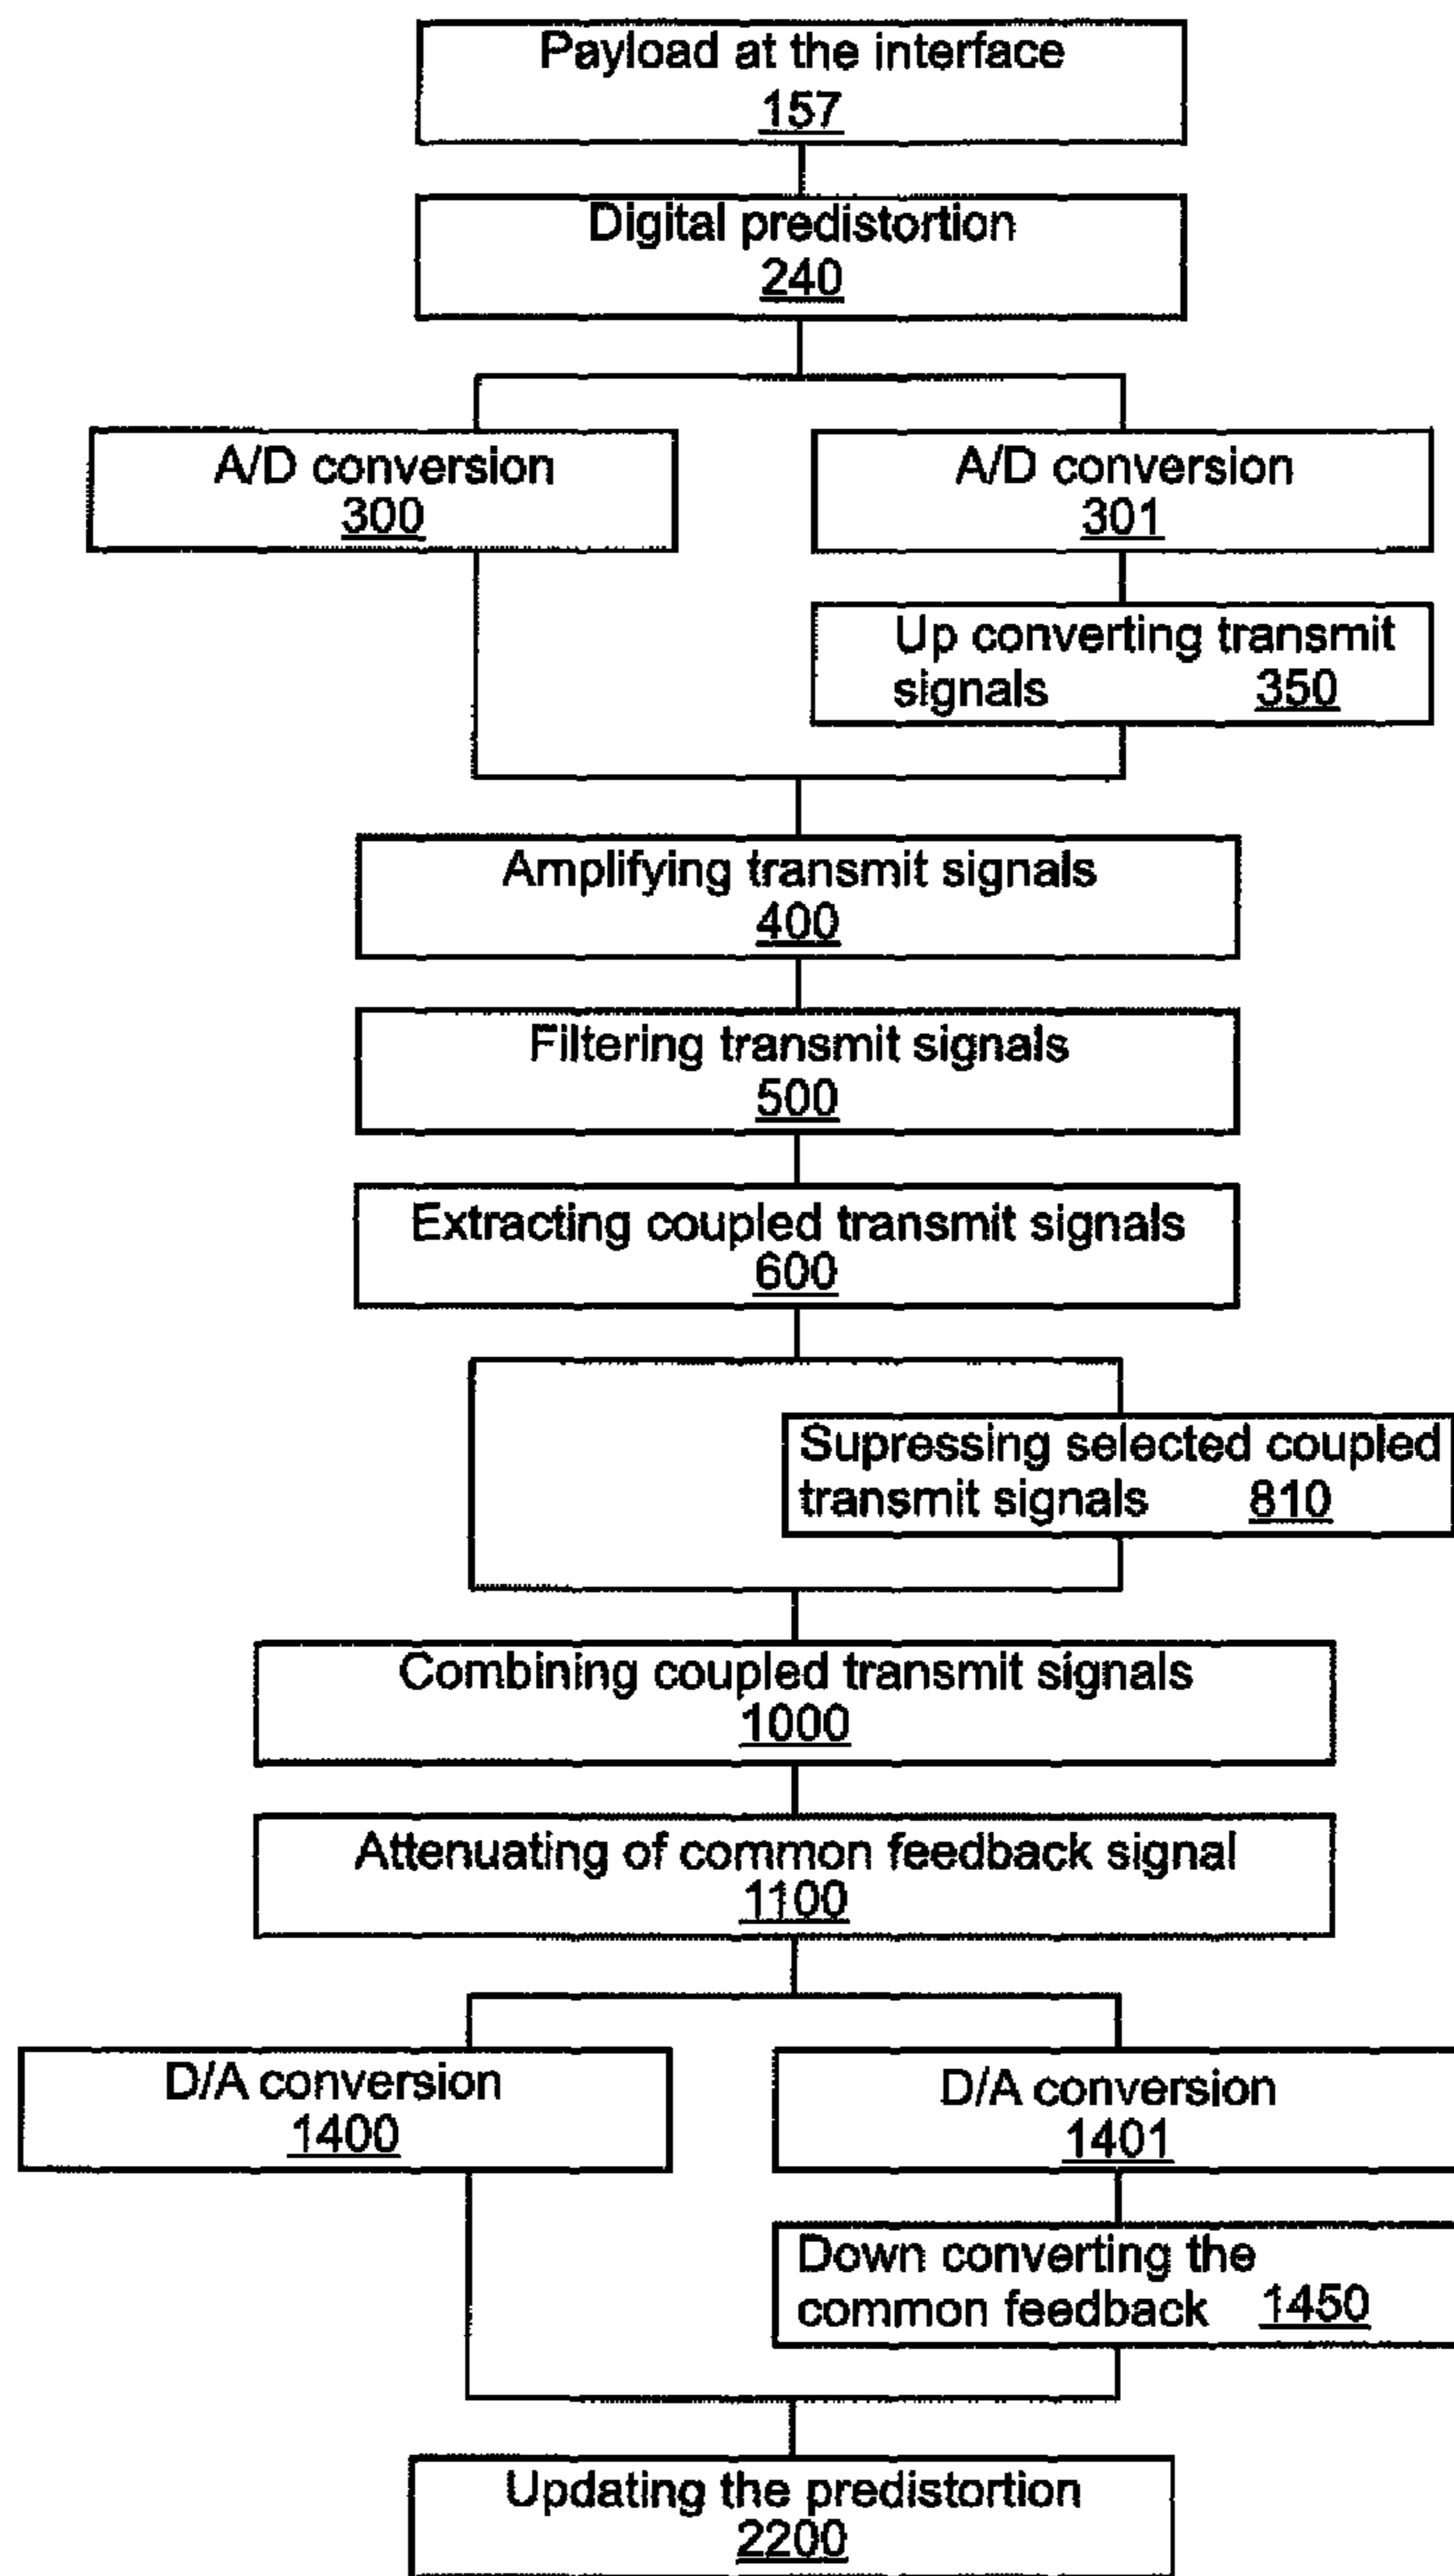 Payload at the interface
157
Digital predistortion
240
A/D conversion
300
A/D conversion
301
Up converting transmit
signals 350
Amplifying transmit signals
400
Filtering transmit signals
500
Extracting coupled transmit signals
600
Supressing selected coupled
transmit signals 810
Combining coupled transmit signals
1000
Attenuating of common feedback signal
1100
D/A conversion
1400
D/A conversion
1401
Down converting the
common feedback 1450
Updating the predistortion
2200